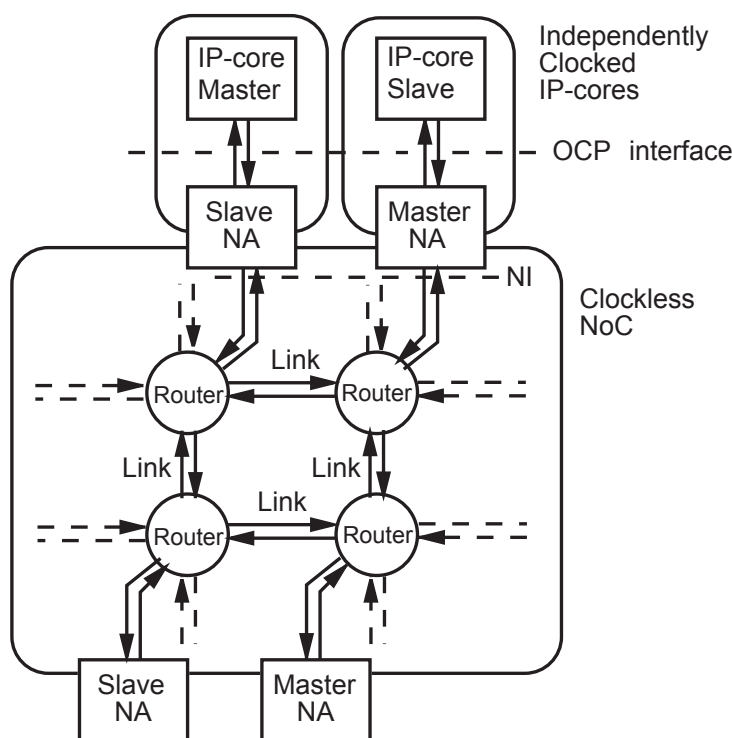 IP-core
Master
IP-core
Slave
Independently
Clocked
IP-cores
OCP interface
Slave
NA
Master
NA
NI
Clockless
NoC
Link
Router
Router
Link
Link
Link
Router
Router
Slave
NA
Master
NA